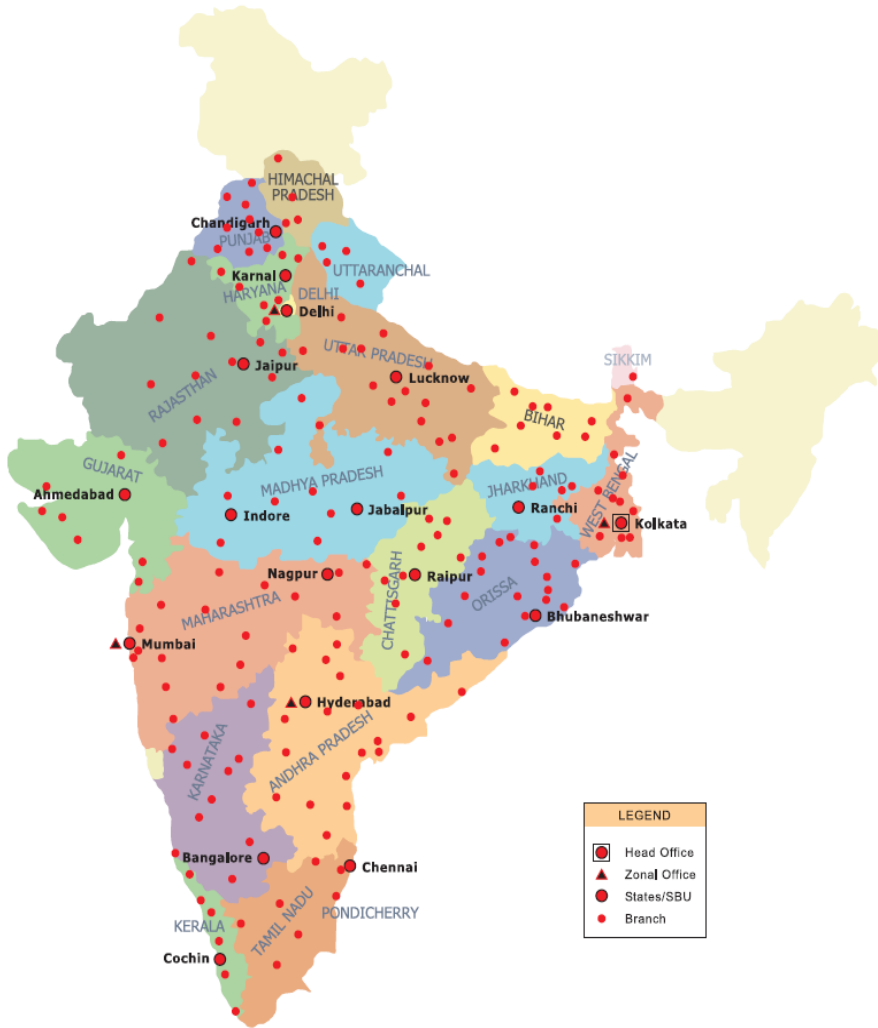 HIMACHAL
PRADESH
Chandigarh
PUNJAB
UTTARANCHAL
Karnal
HARYANA
DELHI
Delhi
UTTAR PRADESH
SIKKIM
Jaipur
Lucknow
RAJASTHAN
BIHAR
GUJARAT
MADHYA PRADESH
JHARKHAND
WEST BENGAL
Ahmedabad
Indore
Jabalpur
Ranchi
Kolkata
Nagpur
Raipur
ORISSA
MAHARASHTRA
CHATTISGARH
Bhubaneshwar
Mumbai
Hyderabad
KARNATAKA
ANDHRA PRADESH
LEGEND
Head Office
Zonal Office
States/SBU
Branch
Bangalore
Chennai
KERALA
TAMIL NADU
PONDICHERRY
Cochin